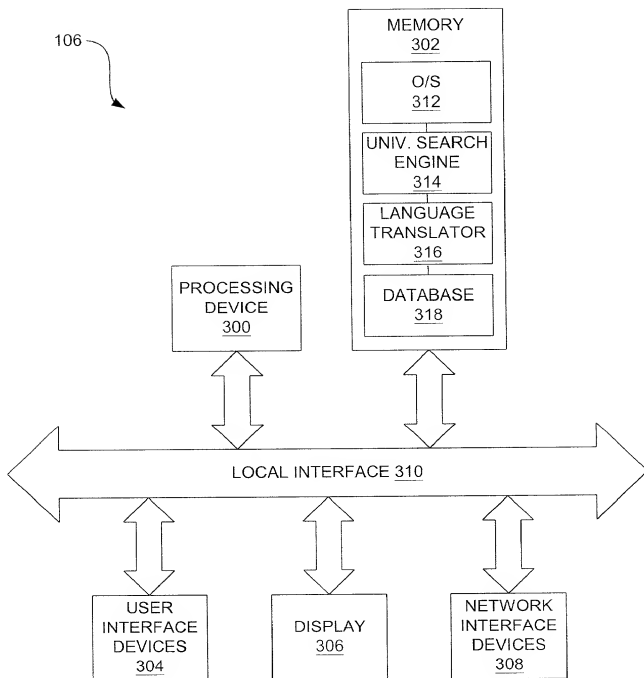 106
MEMORY
302
O/S
312
UNIV. SEARCH
ENGINE
314
LANGUAGE
TRANSLATOR
316
DATABASE
318
PROCESSING
DEVICE
300
LOCAL INTERFACE 310
USER
INTERFACE
DEVICES
304
DISPLAY
306
NETWORK
INTERFACE
DEVICES
308